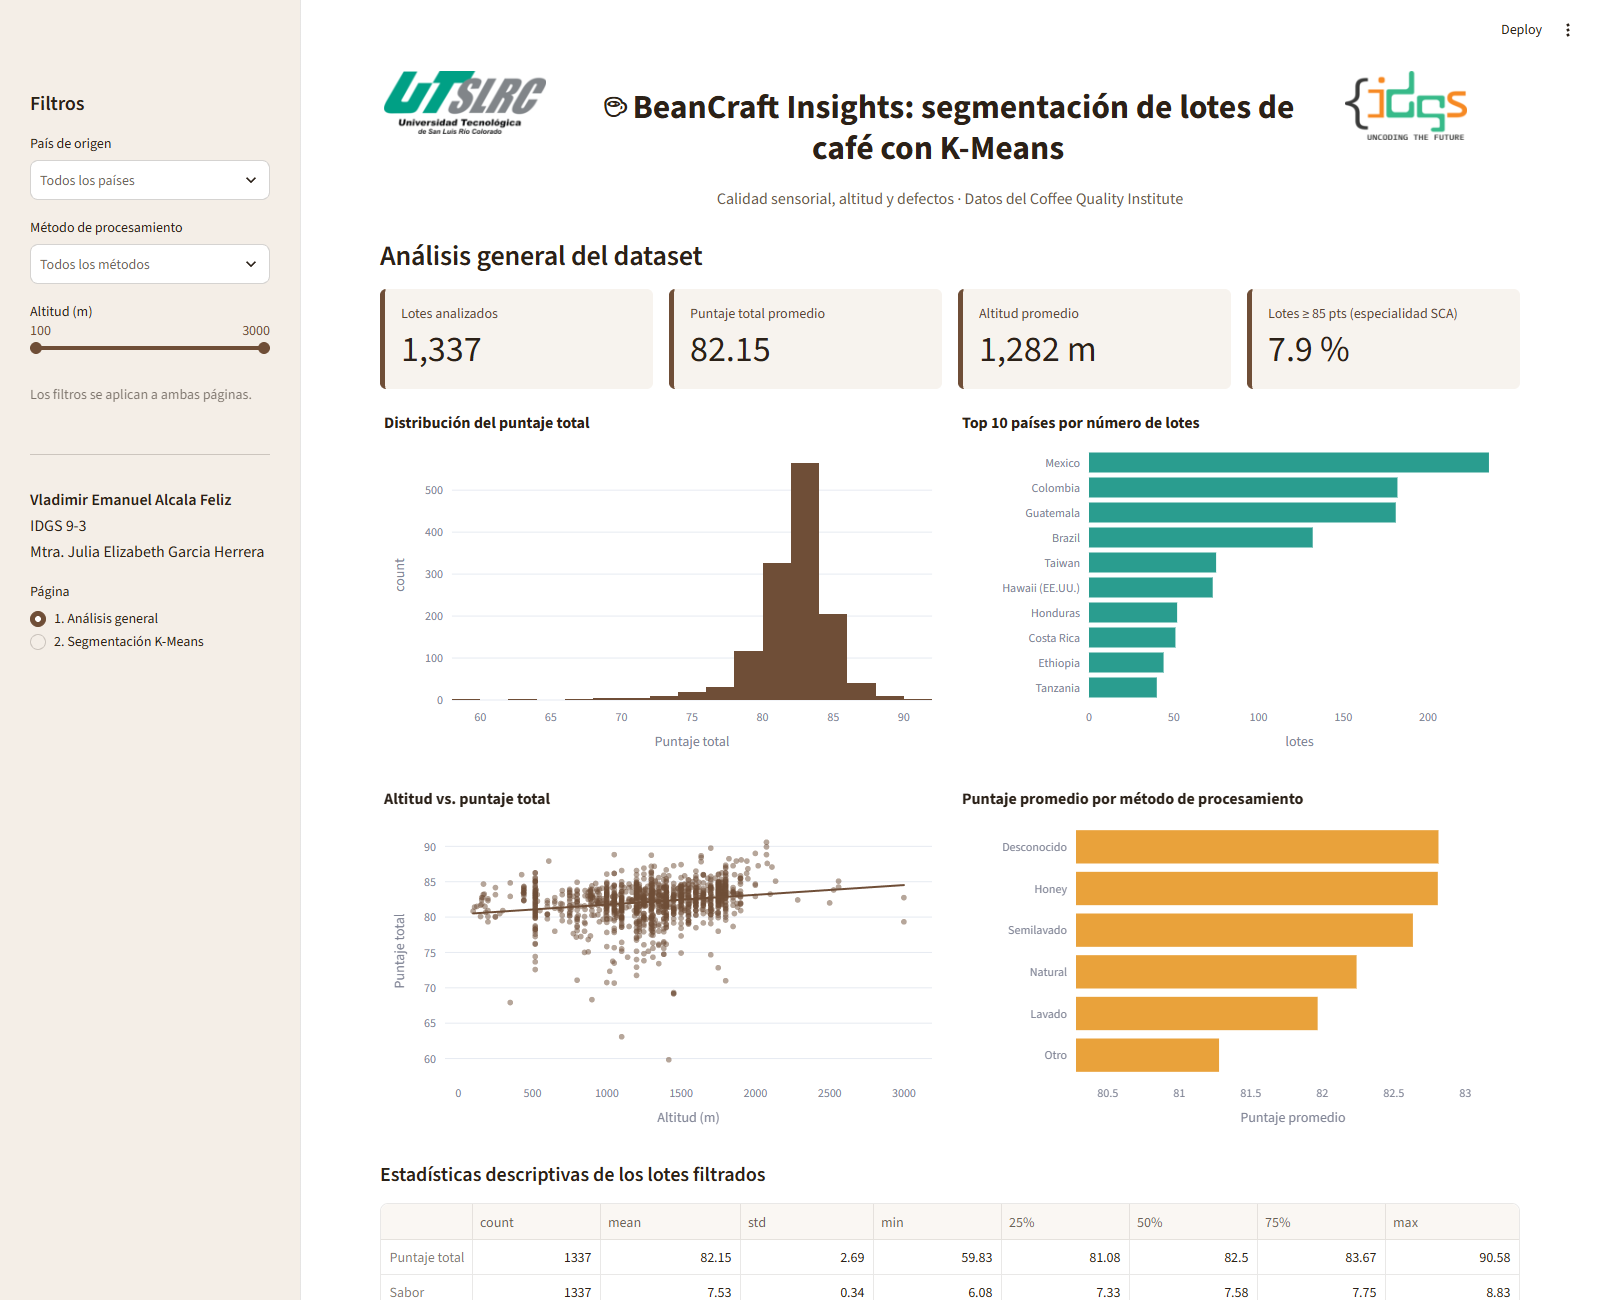 Deploy
Filtros
País de origen
Todos los países
Método de procesamiento
Todos los métodos
Altitud (m)
100 3000
Los filtros se aplican a ambas páginas.
Vladimir Emanuel Alcala Feliz
IDGS 9-3
Mtra. Julia Elizabeth Garcia Herrera
Página
1. Análisis general
2. Segmentación K-Means
UTSLRC
Universidad Tecnológica
de San Luis Río Colorado
BeanCraft Insights: segmentación de lotes de
café con K-Means
{idgs
UNCODING THE FUTURE
Calidad sensorial, altitud y defectos · Datos del Coffee Quality Institute
Análisis general del dataset
Lotes analizados
1,337
Puntaje total promedio
82.15
Altitud promedio
1,282 m
Lotes ≥ 85 pts (especialidad SCA)
7.9 %
Distribución del puntaje total
count
500
400
300
200
100
0
60 65 70 75 80 85 90
Puntaje total
Top 10 países por número de lotes
Mexico
Colombia
Guatemala
Brazil
Taiwan
Hawaii (EE.UU.)
Honduras
Costa Rica
Ethiopia
Tanzania
0 50 100 150 200
lotes
Altitud vs. puntaje total
Puntaje total
90
85
80
75
70
65
60
0 500 1000 1500 2000 2500 3000
Altitud (m)
Puntaje promedio por método de procesamiento
Desconocido
Honey
Semilavado
Natural
Lavado
Otro
80.5 81 81.5 82 82.5 83
Puntaje promedio
Estadísticas descriptivas de los lotes filtrados
count mean std min 25% 50% 75% max
Puntaje total 1337 82.15 2.69 59.83 81.08 82.5 83.67 90.58
Sabor 1337 7.53 0.34 6.08 7.33 7.58 7.75 8.83